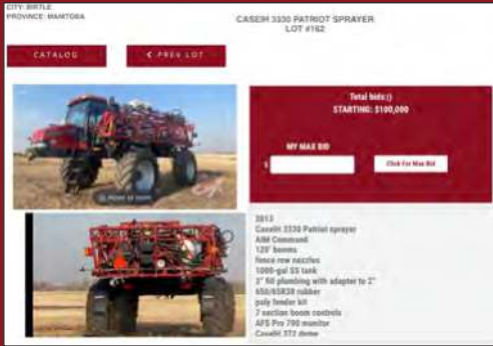 CITY: BIRTLE
PROVINCE: MANITOBA
CASEIH 3330 PATRIOT SPRAYER
LOT #162
CATALOG
PREV LOT
Total bids:()
STARTING: $100,000
MY MAX BID
$
Click For Max Bid
2013
CaseIH 3330 Patriot sprayer
AIM Command
120' booms
fence row nozzles
1000-gal SS tank
3" fill plumbing with adapter to 2"
650/65R38 rubber
poly fender kit
7 section boom controls
AFS Pro 700 monitor
CaseIH 372 dome